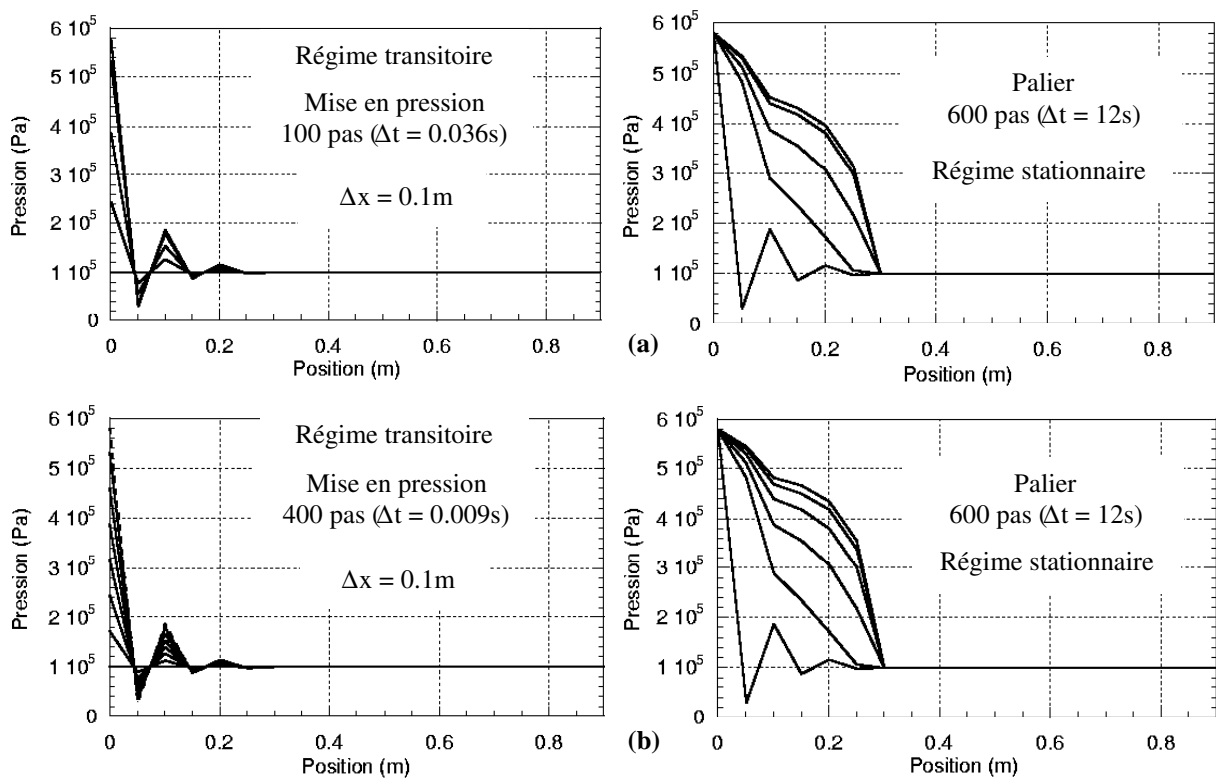 6 10⁵
5 10⁵
4 10⁵
3 10⁵
2 10⁵
1 10⁵
0
Pression (Pa)
Régime transitoire
Mise en pression
100 pas (Δt = 0.036s)
Δx = 0.1m
0 0.2 0.4 0.6 0.8
Position (m)
6 10⁵
5 10⁵
4 10⁵
3 10⁵
2 10⁵
1 10⁵
0
Pression (Pa)
Palier
600 pas (Δt = 12s)
Régime stationnaire
0 0.2 0.4 0.6 0.8
Position (m)
(a)
6 10⁵
5 10⁵
4 10⁵
3 10⁵
2 10⁵
1 10⁵
0
Pression (Pa)
Régime transitoire
Mise en pression
400 pas (Δt = 0.009s)
Δx = 0.1m
0 0.2 0.4 0.6 0.8
Position (m)
6 10⁵
5 10⁵
4 10⁵
3 10⁵
2 10⁵
1 10⁵
0
Pression (Pa)
Palier
600 pas (Δt = 12s)
Régime stationnaire
0 0.2 0.4 0.6 0.8
Position (m)
(b)